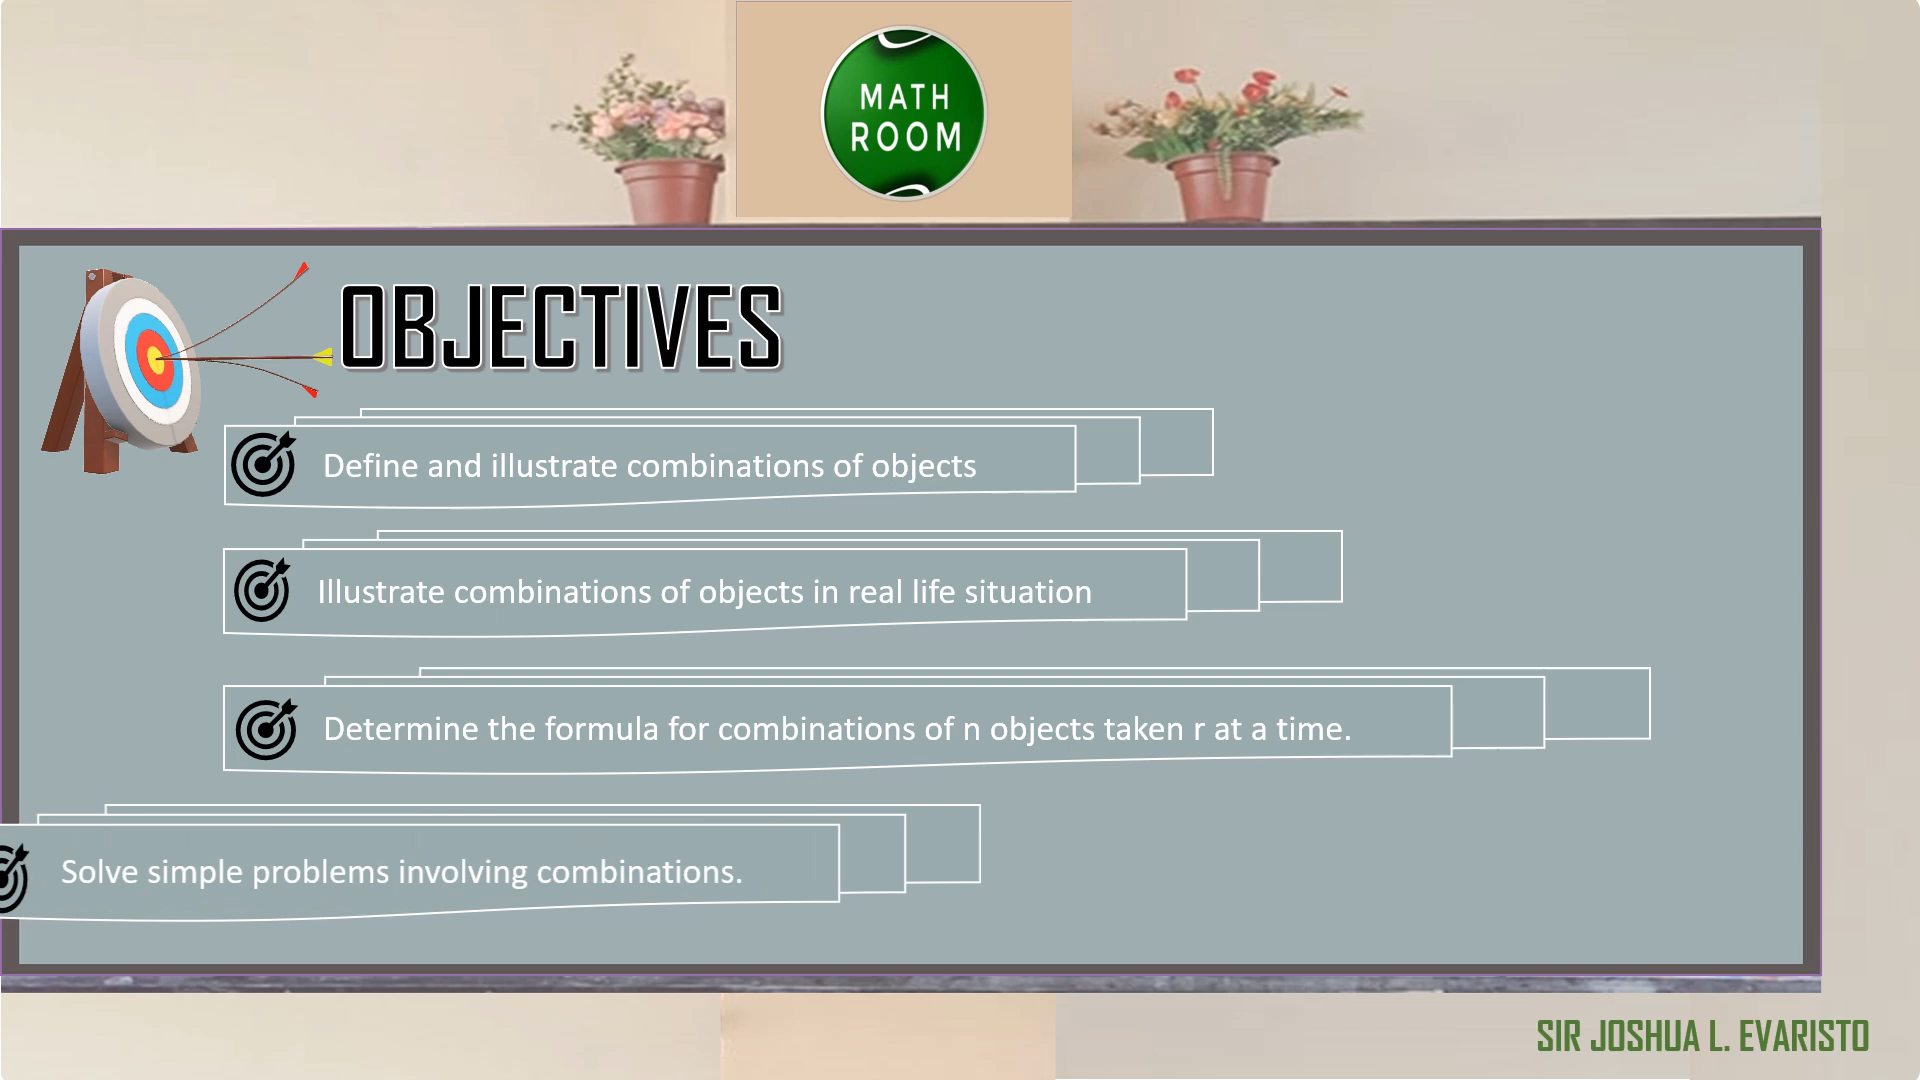 MATH
ROOM
OBJECTIVES
Define and illustrate combinations of objects
Illustrate combinations of objects in real life situation
Determine the formula for combinations of n objects taken r at a time.
Solve simple problems involving combinations.
SIR JOSHUA L. EVARISTO